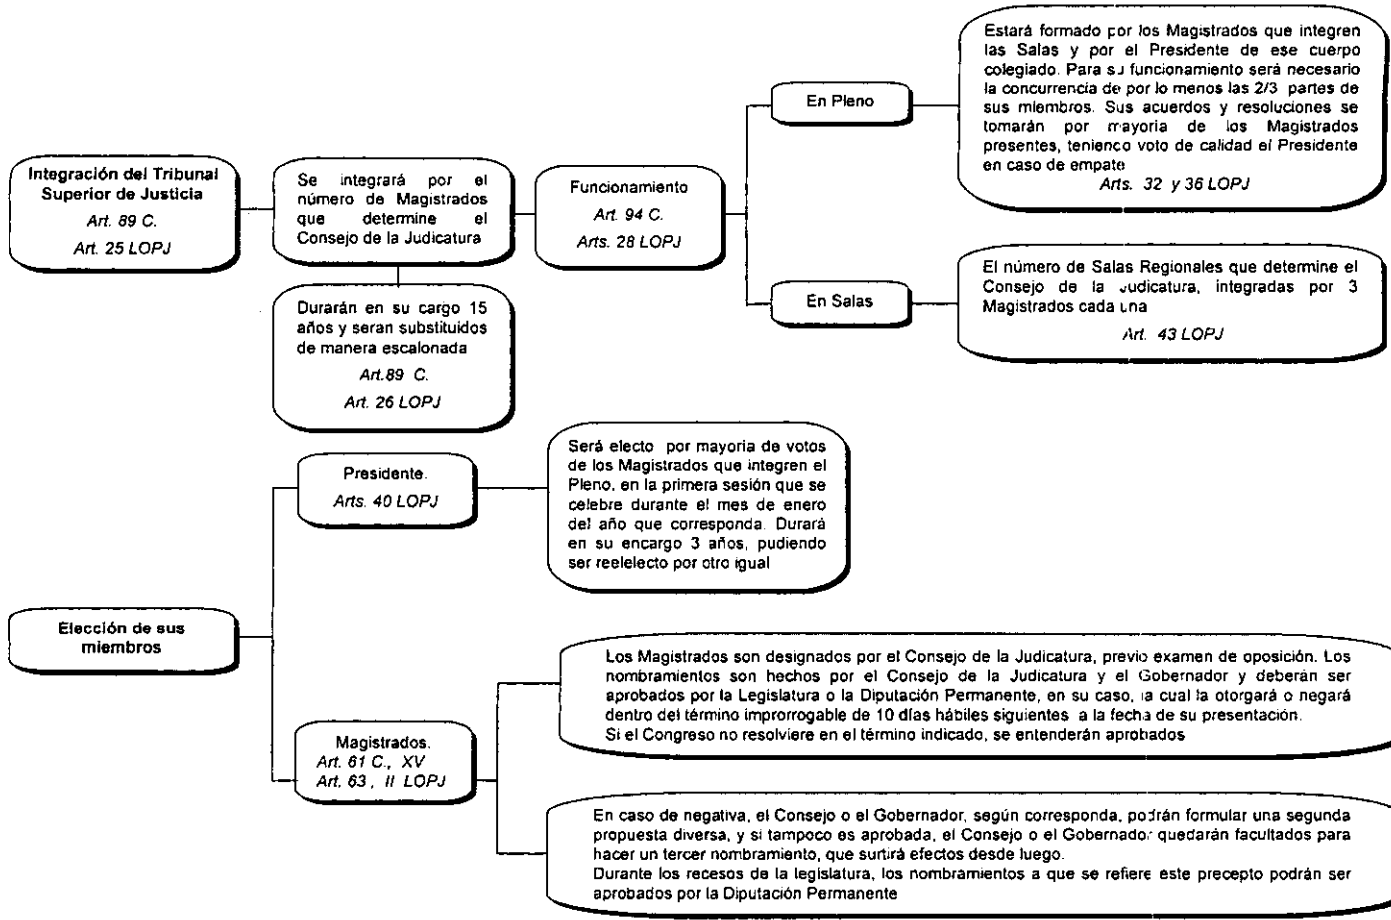 Integración del Tribunal
Superior de Justicia
Art. 89 C.
Art. 25 LOPJ
Se integrará por el
número de Magistrados
que determine el
Consejo de la Judicatura
Durarán en su cargo 15
años y seran substituidos
de manera escalonada
Art.89 C.
Art. 26 LOPJ
Funcionamiento
Art. 94 C.
Arts. 28 LOPJ
En Pleno
Estará formado por los Magistrados que integren
las Salas y por el Presidente de ese cuerpo
colegiado. Para su funcionamiento será necesario
la concurrencia de por lo menos las 2/3 partes de
sus miembros. Sus acuerdos y resoluciones se
tomarán por mayoria de los Magistrados
presentes, teniendo voto de calidad el Presidente
en caso de empate
Arts. 32 y 36 LOPJ
En Salas
El número de Salas Regionales que determine el
Consejo de la Judicatura, integradas por 3
Magistrados cada una
Art. 43 LOPJ
Elección de sus
miembros
Presidente.
Arts. 40 LOPJ
Será electo por mayoria de votos
de los Magistrados que integren el
Pleno, en la primera sesión que se
celebre durante el mes de enero
del año que corresponda. Durará
en su encargo 3 años, pudiendo
ser reelelecto por otro igual
Magistrados.
Art. 61 C., XV
Art. 63 , II LOPJ
Los Magistrados son designados por el Consejo de la Judicatura, previo examen de oposición. Los
nombramientos son hechos por el Consejo de la Judicatura y el Gobernador y deberán ser
aprobados por la Legislatura o la Diputación Permanente, en su caso, la cual la otorgará o negará
dentro del término improrrogable de 10 días hábiles siguientes a la fecha de su presentación.
Si el Congreso no resolviere en el término indicado, se entenderán aprobados
En caso de negativa, el Consejo o el Gobernador, según corresponda, podrán formular una segunda
propuesta diversa, y si tampoco es aprobada, el Consejo o el Gobernador quedarán facultados para
hacer un tercer nombramiento, que surtirá efectos desde luego.
Durante los recesos de la legislatura, los nombramientos a que se refiere este precepto podrán ser
aprobados por la Diputación Permanente